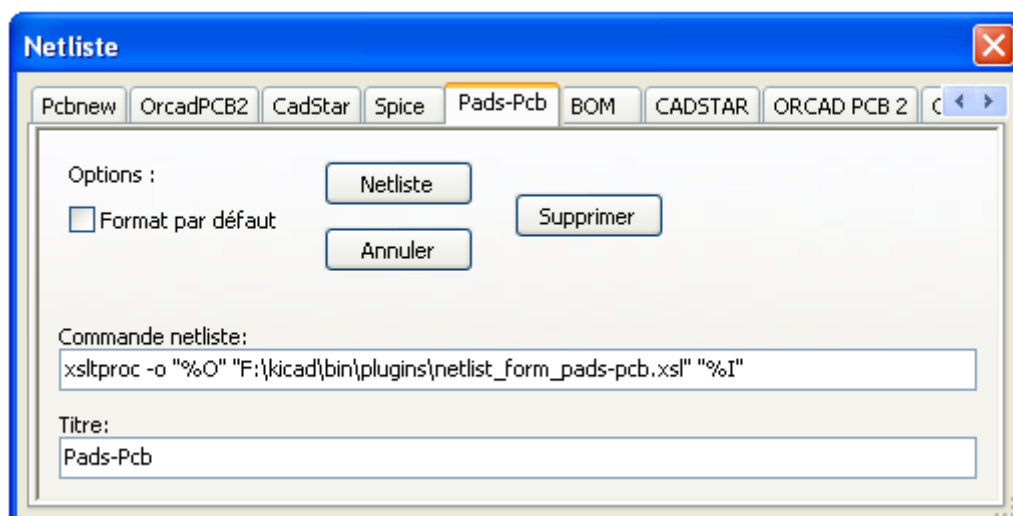 Netliste
Pcbnew OrcadPCB2 CadStar Spice Pads-Pcb BOM CADSTAR ORCAD PCB 2
Options :
Netliste
Format par défaut
Supprimer
Annuler
Commande netliste:
xsltproc -o "%O" "F:\kicad\bin\plugins\netlist_form_pads-pcb.xsl" "%I"
Titre:
Pads-Pcb